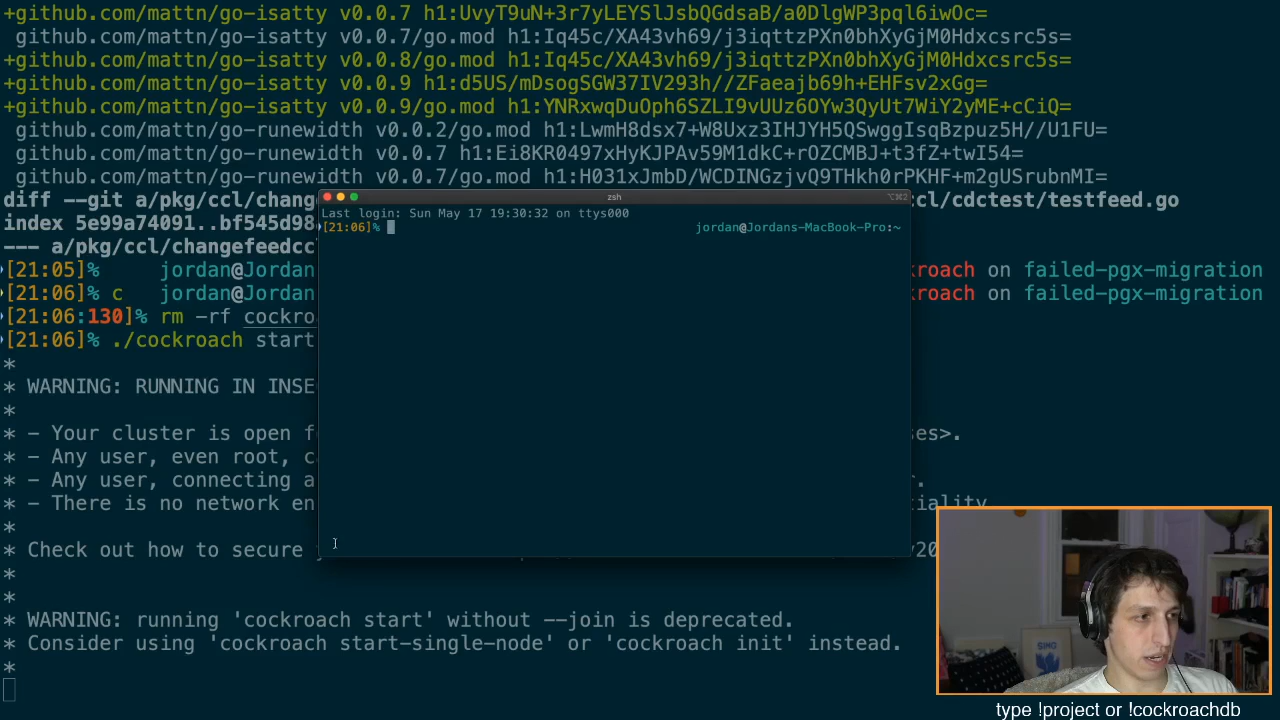 +github.com/mattn/go-isatty v0.0.7 h1:UvyT9uN+3r7yLEYSlJsbQGdsaB/a0DlgWP3pql6iwOc=
github.com/mattn/go-isatty v0.0.7/go.mod h1:Iq45c/XA43vh69/j3iqttzPXn0bhXyGjM0Hdxcsrc5s=
+github.com/mattn/go-isatty v0.0.8/go.mod h1:Iq45c/XA43vh69/j3iqttzPXn0bhXyGjM0Hdxcsrc5s=
+github.com/mattn/go-isatty v0.0.9 h1:d5US/mDsogSGW37IV293h//ZFaeajb69h+EHFsv2xGg=
+github.com/mattn/go-isatty v0.0.9/go.mod h1:YNRxwqDuOph6SZLI9vUUz6OYw3QyUt7WiY2yME+cCiQ=
github.com/mattn/go-runewidth v0.0.2/go.mod h1:LwmH8dsx7+W8Uxz3IHJYH5QSwggIsqBzpuz5H//U1FU=
github.com/mattn/go-runewidth v0.0.7 h1:Ei8KR0497xHyKJPAv59M1dkC+rOZCMBJ+t3fZ+twI54=
github.com/mattn/go-runewidth v0.0.7/go.mod h1:H031xJmbD/WCDINGzjvQ9THkh0rPKHF+m2gUSrubnMI=
diff --git a/pkg/ccl/chang cl/cdctest/testfeed.go
index 5e99a74091..bf545d98
--- a/pkg/ccl/changefeedcc
[21:05]% jordan@Jordan kroach on failed-pgx-migration
[21:06]% c jordan@Jordan kroach on failed-pgx-migration
[21:06:130]% rm -rf cockro
[21:06]% ./cockroach start
*
* WARNING: RUNNING IN INSE
*
* - Your cluster is open f ses>.
* - Any user, even root, c
* - Any user, connecting a r.
* - There is no network en iality
*
* Check out how to secure v20
*
*
* WARNING: running 'cockroach start' without --join is deprecated.
* Consider using 'cockroach start-single-node' or 'cockroach init' instead.
*
zsh ⌥⌘2
Last login: Sun May 17 19:30:32 on ttys000
[21:06]% jordan@Jordans-MacBook-Pro:~
SING
type !project or !cockroachdb